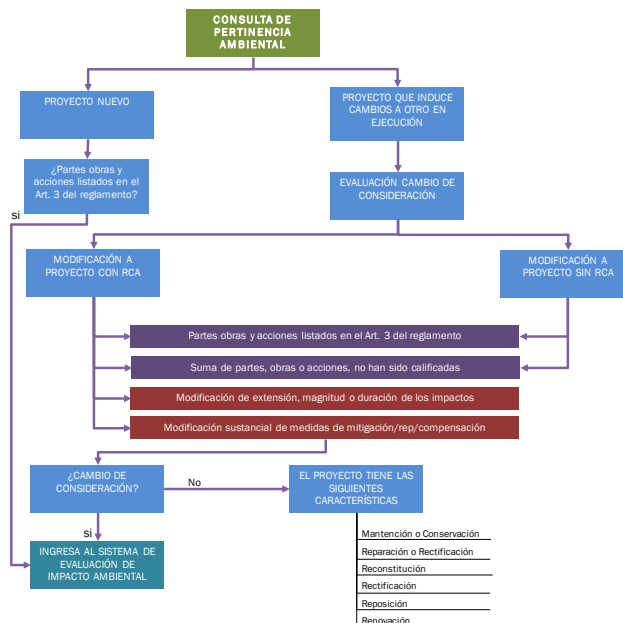 CONSULTA DE
PERTINENCIA
AMBIENTAL
PROYECTO NUEVO
PROYECTO QUE INDUCE
CAMBIOS A OTRO EN
EJECUCIÓN
¿Partes obras y
acciones listados en el
Art. 3 del reglamento?
EVALUACIÓN CAMBIO DE
CONSIDERACIÓN
si
MODIFICACIÓN A
PROYECTO CON RCA
MODIFICACIÓN A
PROYECTO SIN RCA
Partes obras y acciones listados en el Art. 3 del reglamento
Suma de partes, obras o acciones, no han sido calificadas
Modificación de extensión, magnitud o duración de los impactos
Modificación sustancial de medidas de mitigación/rep/compensación
¿CAMBIO DE
CONSIDERACIÓN?
No
EL PROYECTO TIENE LAS
SIGUIENTES
CARACTERÍSTICAS
si
INGRESA AL SISTEMA DE
EVALUACIÓN DE
IMPACTO AMBIENTAL
Mantención o Conservación
Reparación o Rectificación
Reconstitución
Rectificación
Reposición
Renovación